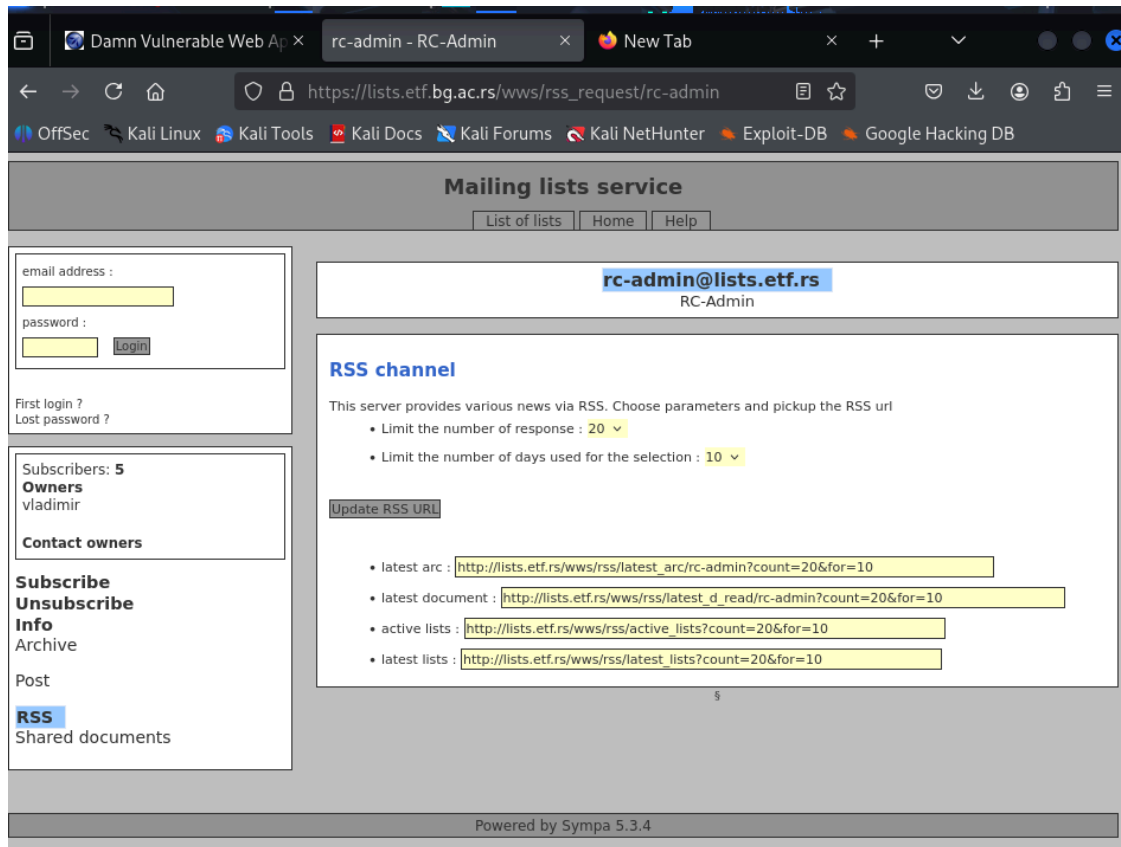 Damn Vulnerable Web Ap
rc-admin - RC-Admin
New Tab
https://lists.etf.bg.ac.rs/wws/rss_request/rc-admin
OffSec Kali Linux Kali Tools Kali Docs Kali Forums Kali NetHunter Exploit-DB Google Hacking DB
Mailing lists service
List of lists Home Help
email address :
password :
Login
First login ?
Lost password ?
Subscribers: 5
Owners
vladimir
Contact owners
Subscribe
Unsubscribe
Info
Archive
Post
RSS
Shared documents
rc-admin@lists.etf.rs
RC-Admin
RSS channel
This server provides various news via RSS. Choose parameters and pickup the RSS url
• Limit the number of response : 20
• Limit the number of days used for the selection : 10
Update RSS URL
• latest arc : http://lists.etf.rs/wws/rss/latest_arc/rc-admin?count=20&for=10
• latest document : http://lists.etf.rs/wws/rss/latest_d_read/rc-admin?count=20&for=10
• active lists : http://lists.etf.rs/wws/rss/active_lists?count=20&for=10
• latest lists : http://lists.etf.rs/wws/rss/latest_lists?count=20&for=10
§
Powered by Sympa 5.3.4